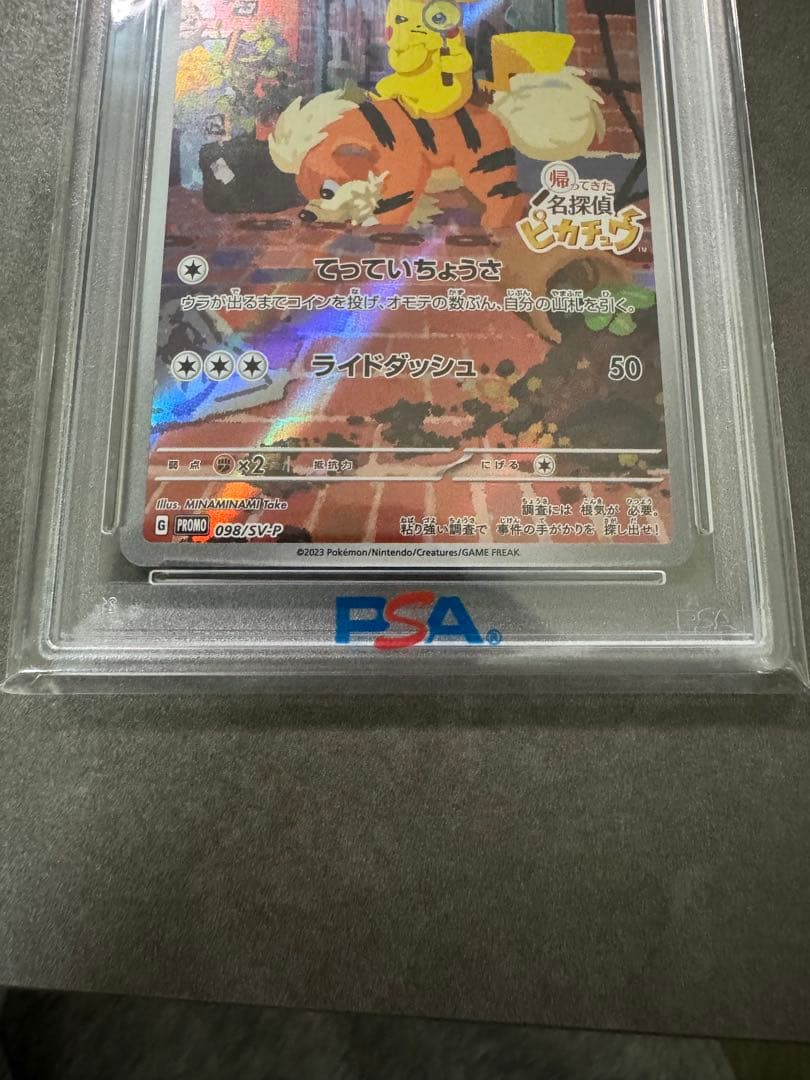 帰ってきた
名探偵
ピカチュウ
TM
てっていちょうさ
ウラが出るまでコインを投げ、オモテの数ぶん、自分の山札を引く。
ライドダッシュ 50
弱点 ×2 抵抗力 にげる
Illus. MINAMINAMI Take
調査には 根気が 必要。
G PROMO 098/SV-P
粘り強い調査で 事件の手がかりを 探し出せ!
©2023 Pokémon/Nintendo/Creatures/GAME FREAK
PSA®
PSA